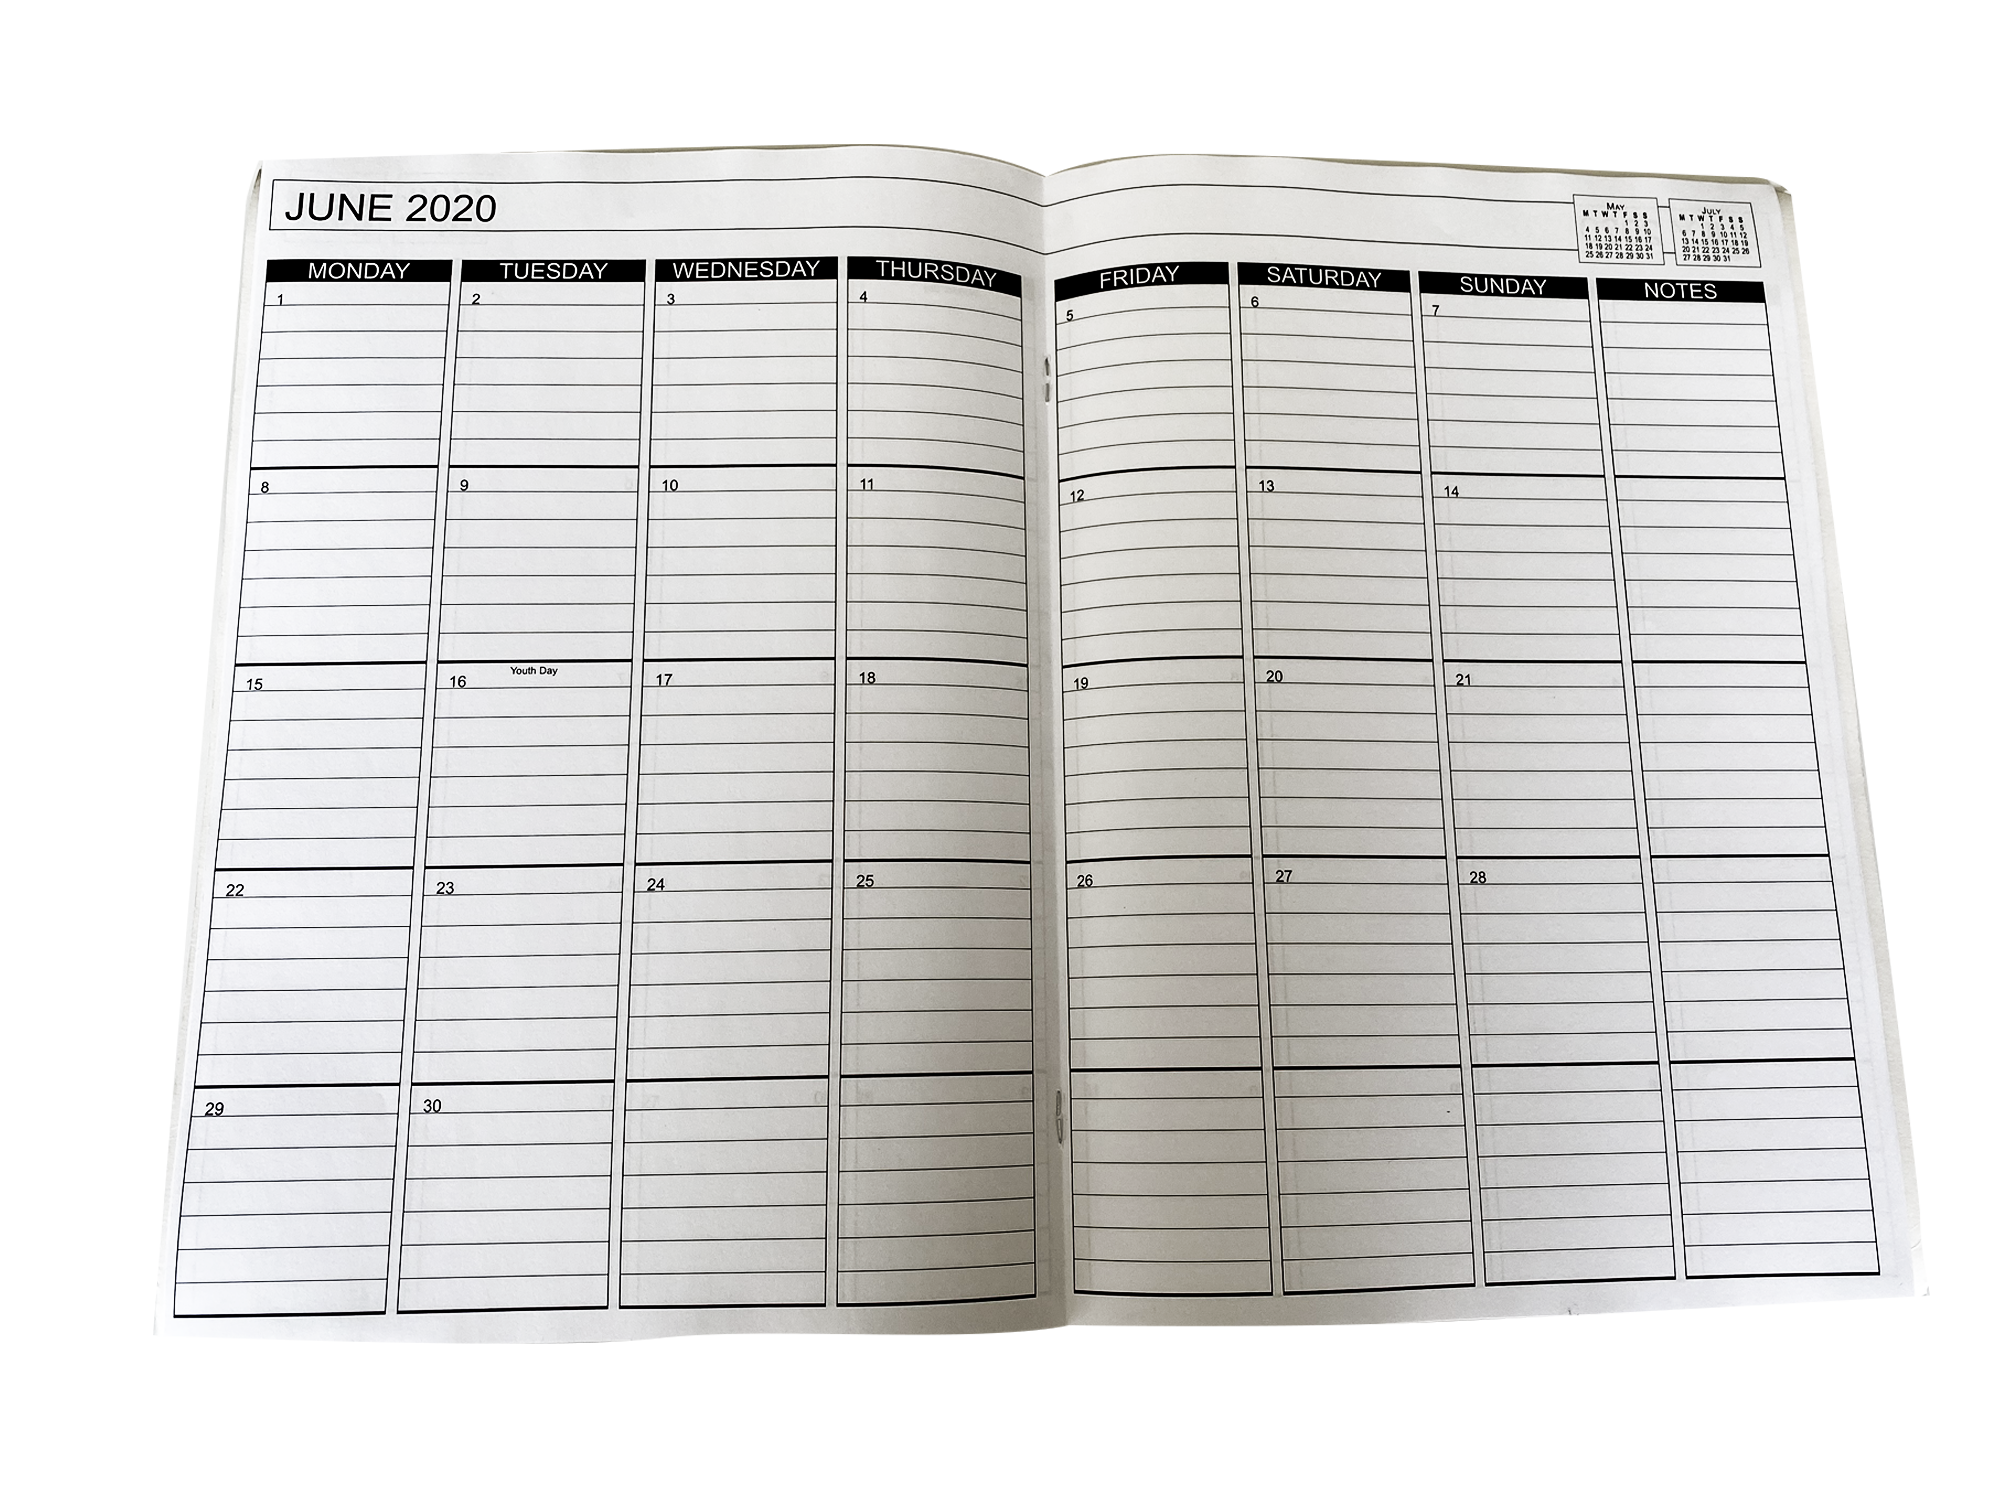 JUNE 2020
MAY
M T W T F S S
1 2 3
4 5 6 7 8 9 10
11 12 13 14 15 16 17
18 19 20 21 22 23 24
25 26 27 28 29 30 31
JULY
M T W T F S S
1 2 3 4 5
6 7 8 9 10 11 12
13 14 15 16 17 18 19
20 21 22 23 24 25 26
27 28 29 30 31
MONDAY TUESDAY WEDNESDAY THURSDAY FRIDAY SATURDAY SUNDAY NOTES
1 2 3 4 5 6 7
8 9 10 11 12 13 14
Youth Day
15 16 17 18 19 20 21
22 23 24 25 26 27 28
29 30